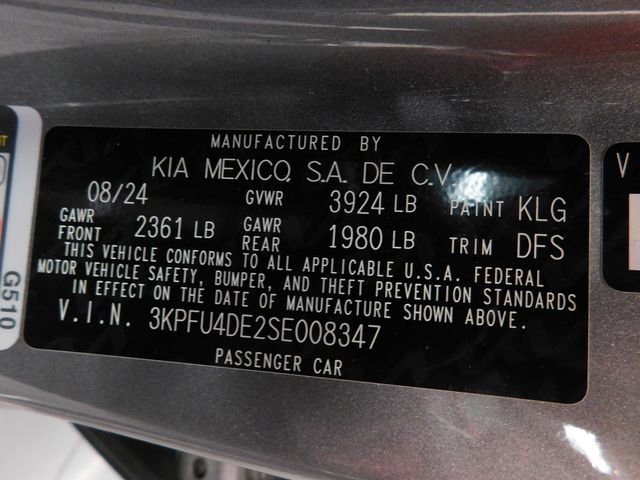 MANUFACTURED BY
KIA MEXICO, S.A. DE C.V.
08/24 GVWR 3924 LB PAINT KLG
GAWR FRONT 2361 LB GAWR REAR 1980 LB TRIM DFS
THIS VEHICLE CONFORMS TO ALL APPLICABLE U.S.A. FEDERAL
MOTOR VEHICLE SAFETY, BUMPER, AND THEFT PREVENTION STANDARDS
IN EFFECT ON THE DATE OF MANUFACTURE SHOWN ABOVE.
V.I.N. 3KPFU4DE2SE008347
PASSENGER CAR
G510
V